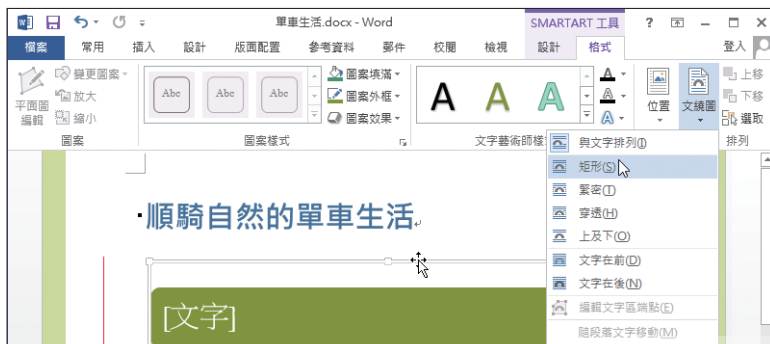 單車生活.docx - Word
SMARTART 工具
檔案 常用 插入 設計 版面配置 參考資料 郵件 校閱 檢視 設計 格式 登入
變更圖案
放大
縮小
平面圖
編輯
圖案
Abc Abc Abc
圖案填滿
圖案外框
圖案效果
圖案樣式
A A A
A
A
A
文字藝術師樣
位置
文繞圖
上移
下移
選取
排列
與文字排列(I)
矩形(S)
緊密(T)
穿透(H)
上及下(O)
文字在前(D)
文字在後(N)
編輯文字區端點(E)
隨段落文字移動(M)
順騎自然的單車生活
[文字]